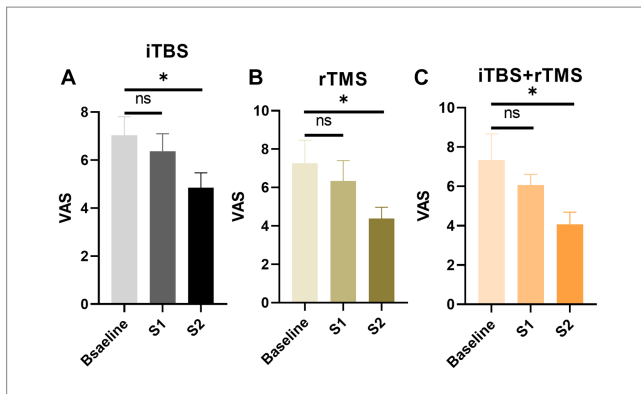 iTBS
A
*
ns
8
6
4
2
0
VAS
Bsaeline
S1
S2
B
rTMS
*
ns
10
8
6
4
2
0
VAS
Baseline
S1
S2
C
iTBS+rTMS
*
ns
10
8
6
4
2
0
VAS
Baseline
S1
S2